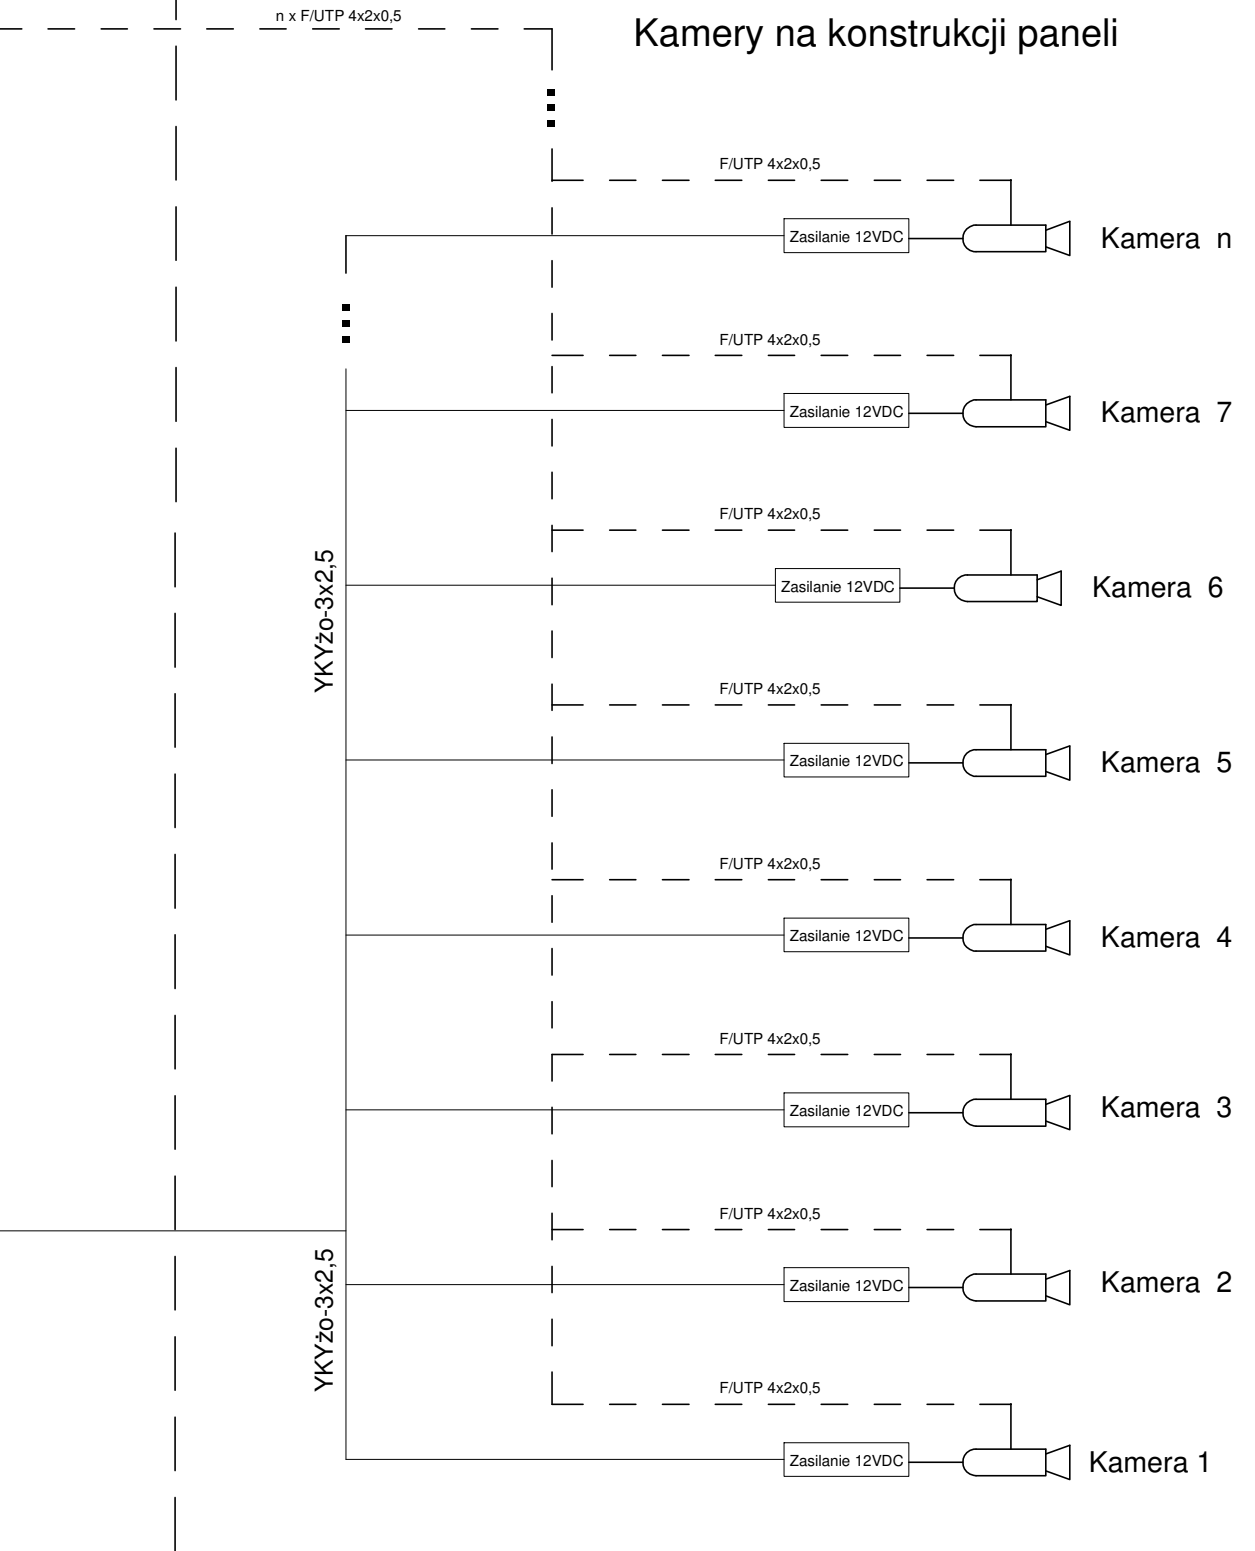 n x F/UTP 4x2x0,5
Kamery na konstrukcji paneli
F/UTP 4x2x0,5
Zasilanie 12VDC
Kamera n
F/UTP 4x2x0,5
Zasilanie 12VDC
Kamera 7
F/UTP 4x2x0,5
Zasilanie 12VDC
Kamera 6
YKYżo-3x2,5
F/UTP 4x2x0,5
Zasilanie 12VDC
Kamera 5
F/UTP 4x2x0,5
Zasilanie 12VDC
Kamera 4
F/UTP 4x2x0,5
Zasilanie 12VDC
Kamera 3
F/UTP 4x2x0,5
Zasilanie 12VDC
Kamera 2
YKYżo-3x2,5
F/UTP 4x2x0,5
Zasilanie 12VDC
Kamera 1